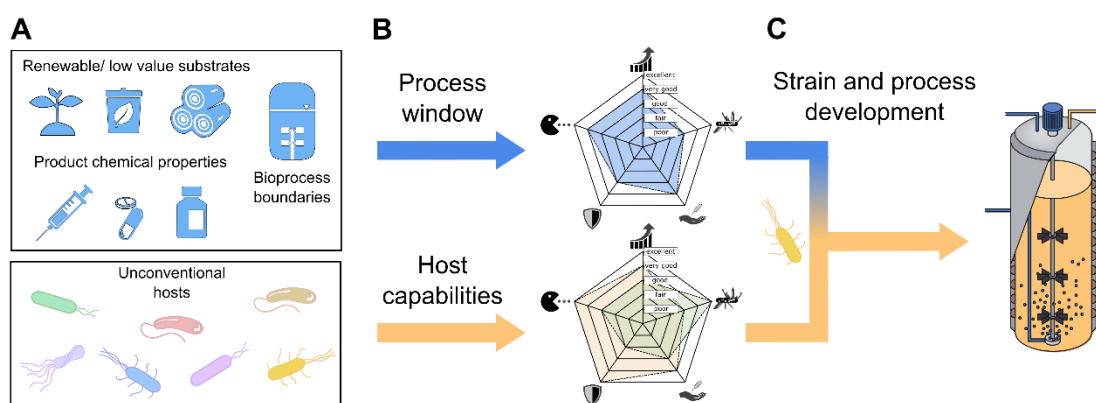 A
Renewable/ low value substrates
Product chemical properties
Bioprocess
boundaries
Unconventional
hosts
B
Process
window
excellent
very good
good
fair
poor
Host
capabilities
excellent
very good
good
fair
poor
C
Strain and process
development